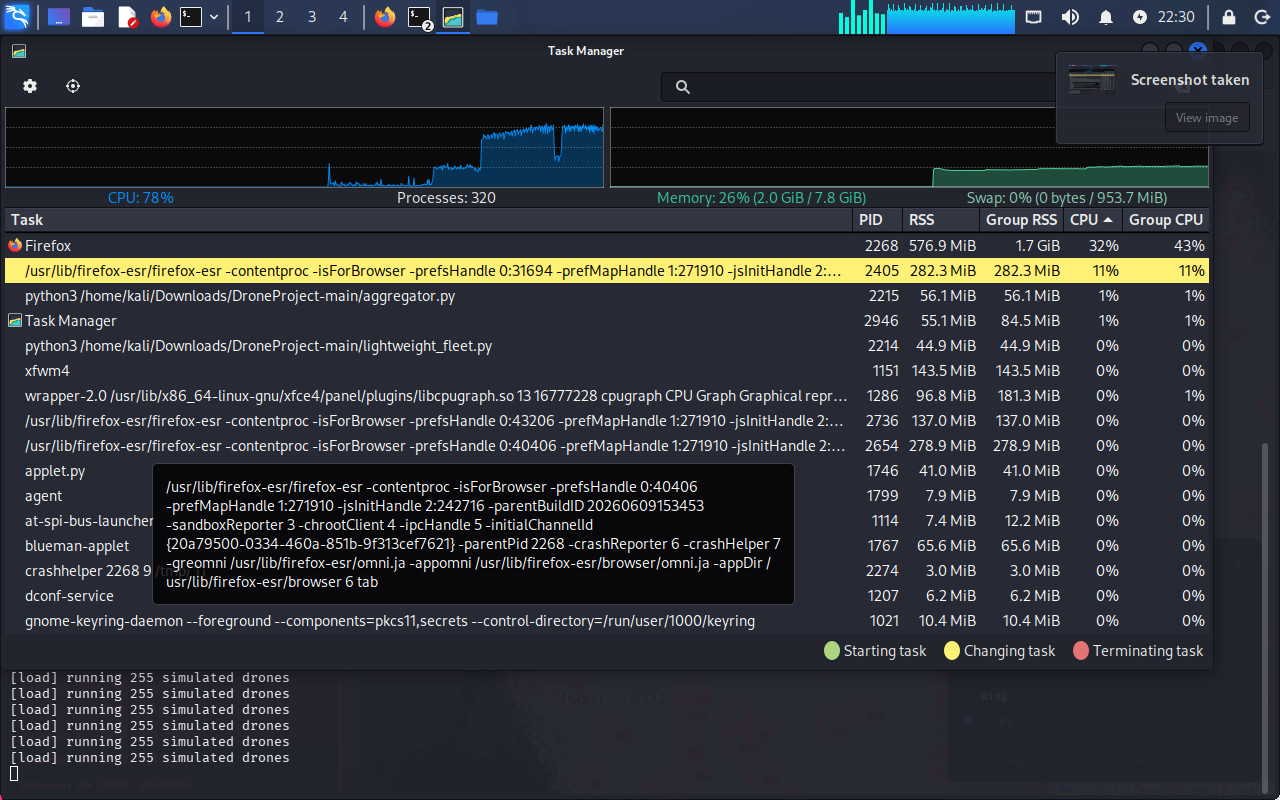 1 2 3 4 2 22:30
Task Manager
Screenshot taken
View image
CPU: 78% Processes: 320 Memory: 26% (2.0 GiB / 7.8 GiB) Swap: 0% (0 bytes / 953.7 MiB)
Task PID RSS Group RSS CPU Group CPU
Firefox 2268 576.9 MiB 1.7 GiB 32% 43%
/usr/lib/firefox-esr/firefox-esr -contentproc -isForBrowser -prefsHandle 0:31694 -prefMapHandle 1:271910 -jsInitHandle 2:… 2405 282.3 MiB 282.3 MiB 11% 11%
python3 /home/kali/Downloads/DroneProject-main/aggregator.py 2215 56.1 MiB 56.1 MiB 1% 1%
Task Manager 2946 55.1 MiB 84.5 MiB 1% 1%
python3 /home/kali/Downloads/DroneProject-main/lightweight_fleet.py 2214 44.9 MiB 44.9 MiB 0% 0%
xfwm4 1151 143.5 MiB 143.5 MiB 0% 0%
wrapper-2.0 /usr/lib/x86_64-linux-gnu/xfce4/panel/plugins/libcpugraph.so 13 16777228 cpugraph CPU Graph Graphical repr… 1286 96.8 MiB 181.3 MiB 0% 1%
/usr/lib/firefox-esr/firefox-esr -contentproc -isForBrowser -prefsHandle 0:43206 -prefMapHandle 1:271910 -jsInitHandle 2:… 2736 137.0 MiB 137.0 MiB 0% 0%
/usr/lib/firefox-esr/firefox-esr -contentproc -isForBrowser -prefsHandle 0:40406 -prefMapHandle 1:271910 -jsInitHandle 2:… 2654 278.9 MiB 278.9 MiB 0% 0%
applet.py 1746 41.0 MiB 41.0 MiB 0% 0%
agent 1799 7.9 MiB 7.9 MiB 0% 0%
at-spi-bus-launcher 1114 7.4 MiB 12.2 MiB 0% 0%
blueman-applet 1767 65.6 MiB 65.6 MiB 0% 0%
crashhelper 2268 9 2274 3.0 MiB 3.0 MiB 0% 0%
dconf-service 1207 6.2 MiB 6.2 MiB 0% 0%
gnome-keyring-daemon --foreground --components=pkcs11,secrets --control-directory=/run/user/1000/keyring 1021 10.4 MiB 10.4 MiB 0% 0%
/usr/lib/firefox-esr/firefox-esr -contentproc -isForBrowser -prefsHandle 0:40406
-prefMapHandle 1:271910 -jsInitHandle 2:242716 -parentBuildID 20260609153453
-sandboxReporter 3 -chrootClient 4 -ipcHandle 5 -initialChannelId
{20a79500-0334-460a-851b-9f313cef7621} -parentPid 2268 -crashReporter 6 -crashHelper 7
-greomni /usr/lib/firefox-esr/omni.ja -appomni /usr/lib/firefox-esr/browser/omni.ja -appDir /
usr/lib/firefox-esr/browser 6 tab
Starting task Changing task Terminating task
[load] running 255 simulated drones
[load] running 255 simulated drones
[load] running 255 simulated drones
[load] running 255 simulated drones
[load] running 255 simulated drones
[load] running 255 simulated drones
Wing